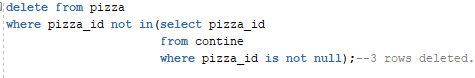 delete from pizza
where pizza_id not in(select pizza_id
from contine
where pizza_id is not null);--3 rows deleted.